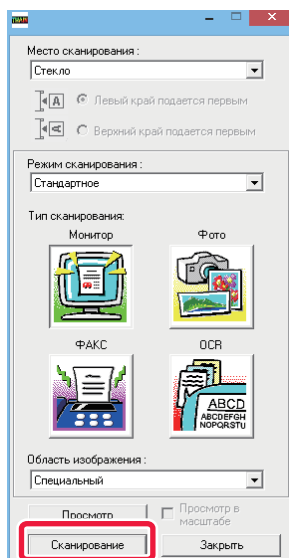 Место сканирования :
Стекло
A Левый край подается первым
A Верхний край подается первым
Режим сканирования :
Стандартное
Тип сканирования:
Монитор Фото
ФАКС OCR
ABCD
ABCDEFGH
NOPQRSTU
Область изображения :
Специальный
Просмотр Просмотр в
масштабе
Сканирование Закрыть